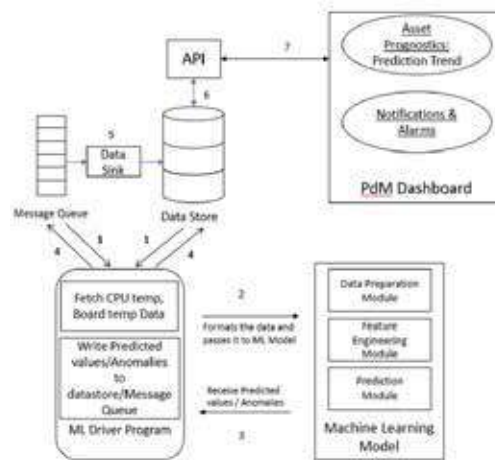 Asset
Prognostics:
Prediction Trend
API
7
6
Notifications &
Alarms
5
Data
Sink
PdM Dashboard
Message Queue
Data Store
4
1
1
4
Fetch CPU temp,
Board temp Data
2
Formats the data and
passes it to ML Model
Data Preparation
Module
Feature
Engineering
Module
Write Predicted
values/Anomalies
to
datastore/Message
Queue
Receive Predicted
values / Anomalies
3
Prediction
Module
ML Driver Program
Machine Learning
Model